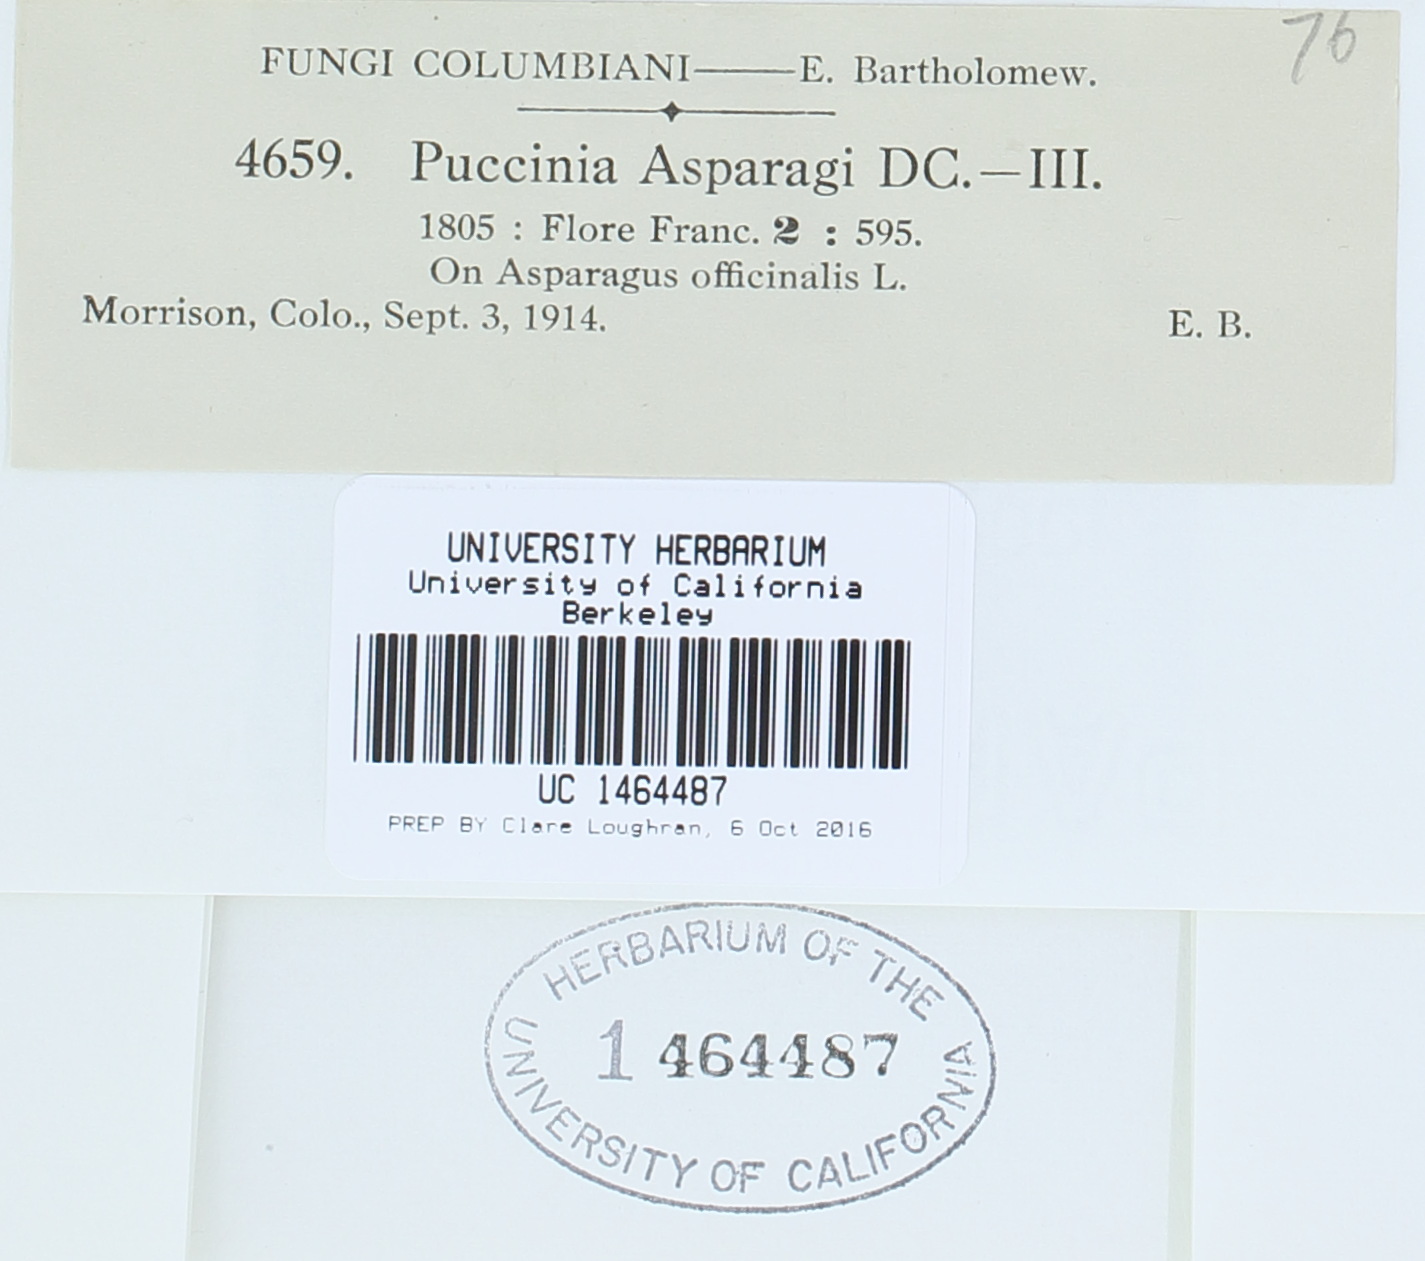 76
FUNGI COLUMBIANI——E. Bartholomew.
4659. Puccinia Asparagi DC.—III.
1805 : Flore Franc. 2 : 595.
On Asparagus officinalis L.
Morrison, Colo., Sept. 3, 1914. E. B.
UNIVERSITY HERBARIUM
University of California
Berkeley
UC 1464487
PREP BY Clare Loughran, 6 Oct 2016
HERBARIUM OF THE
1464487
UNIVERSITY OF CALIFORNIA